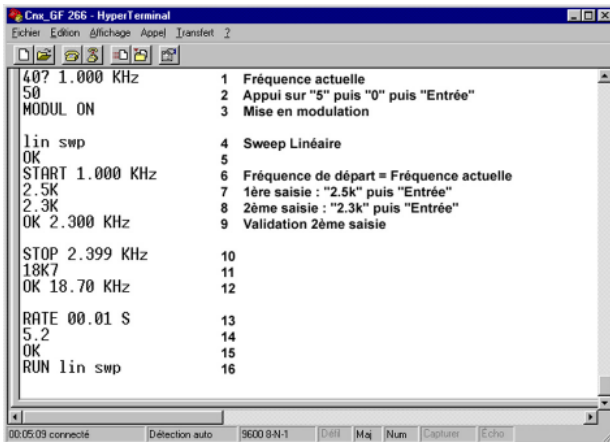 Cnx_GF 266 - HyperTerminal
Fichier Edition Affichage Appel Transfert ?
40? 1.000 KHz 1 Fréquence actuelle
50 2 Appui sur "5" puis "0" puis "Entrée"
MODUL ON 3 Mise en modulation
lin swp 4 Sweep Linéaire
OK 5
START 1.000 KHz 6 Fréquence de départ = Fréquence actuelle
2.5K 7 1ère saisie : "2.5k" puis "Entrée"
2.3K 8 2ème saisie : "2.3k" puis "Entrée"
OK 2.300 KHz 9 Validation 2ème saisie
STOP 2.399 KHz 10
18K7 11
OK 18.70 KHz 12
RATE 00.01 S 13
5.2 14
OK 15
RUN lin swp 16
00:05:09 connecté Détection auto 9600 8-N-1 Défil Maj Num Capturer Écho